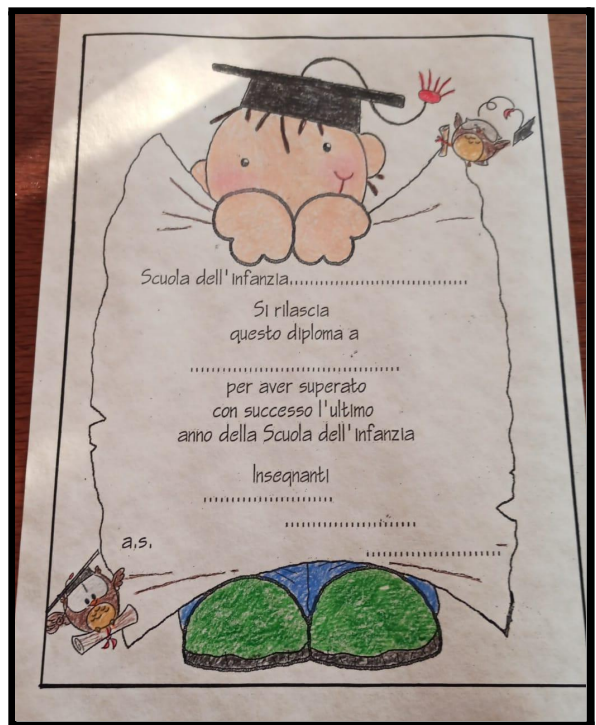 Scuola dell'infanzia..............................
Si rilascia
questo diploma a
..............................
per aver superato
con successo l'ultimo
anno della Scuola dell'infanzia
Insegnanti
....................
....................
....................
a.s.